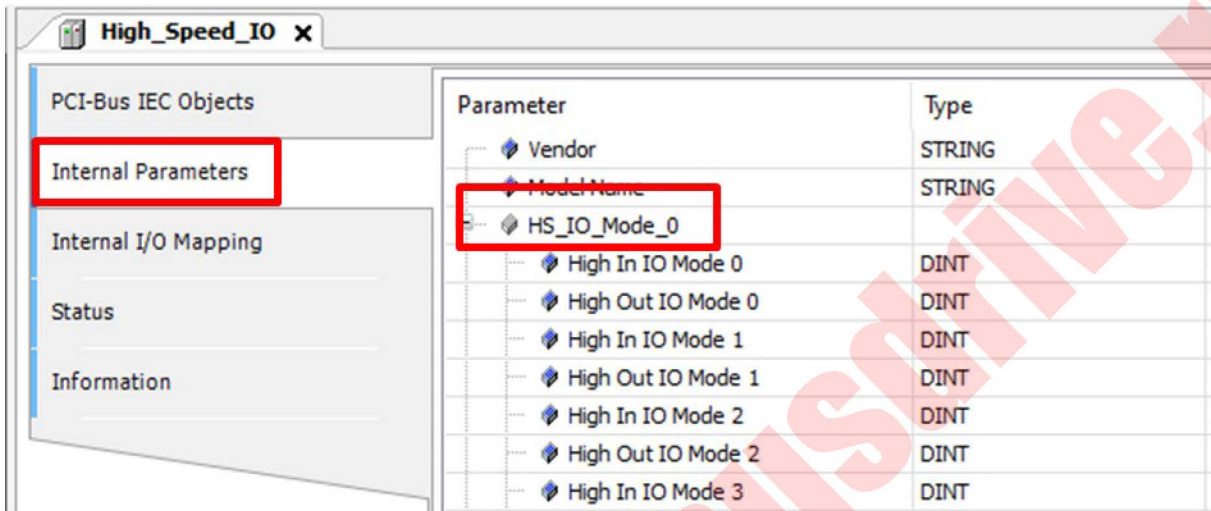 High_Speed_IO X
PCI-Bus IEC Objects
Internal Parameters
Internal I/O Mapping
Status
Information
Parameter Type
Vendor STRING
Model Name STRING
HS_IO_Mode_0
High In IO Mode 0 DINT
High Out IO Mode 0 DINT
High In IO Mode 1 DINT
High Out IO Mode 1 DINT
High In IO Mode 2 DINT
High Out IO Mode 2 DINT
High In IO Mode 3 DINT